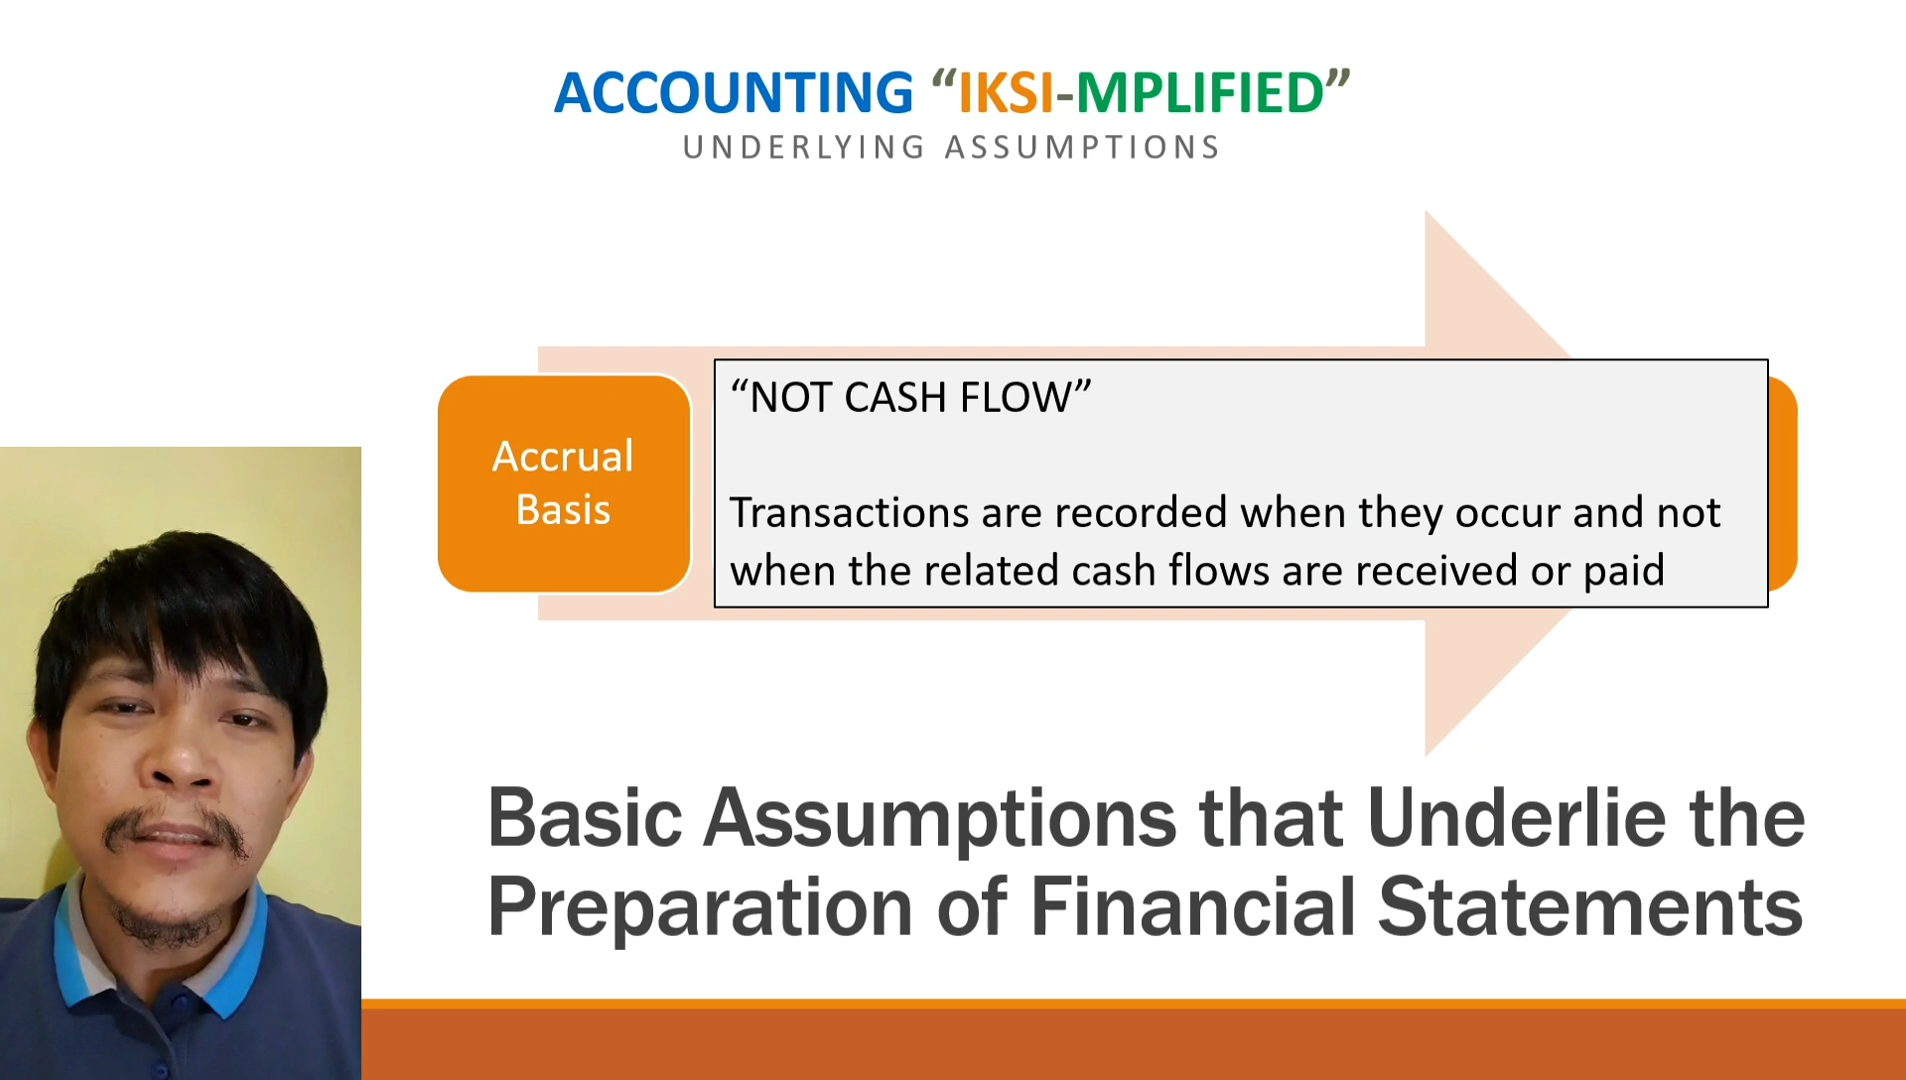 ACCOUNTING “IKSI-MPLIFIED”
UNDERLYING ASSUMPTIONS
Accrual
Basis
“NOT CASH FLOW”
Transactions are recorded when they occur and not
when the related cash flows are received or paid
Basic Assumptions that Underlie the
Preparation of Financial Statements